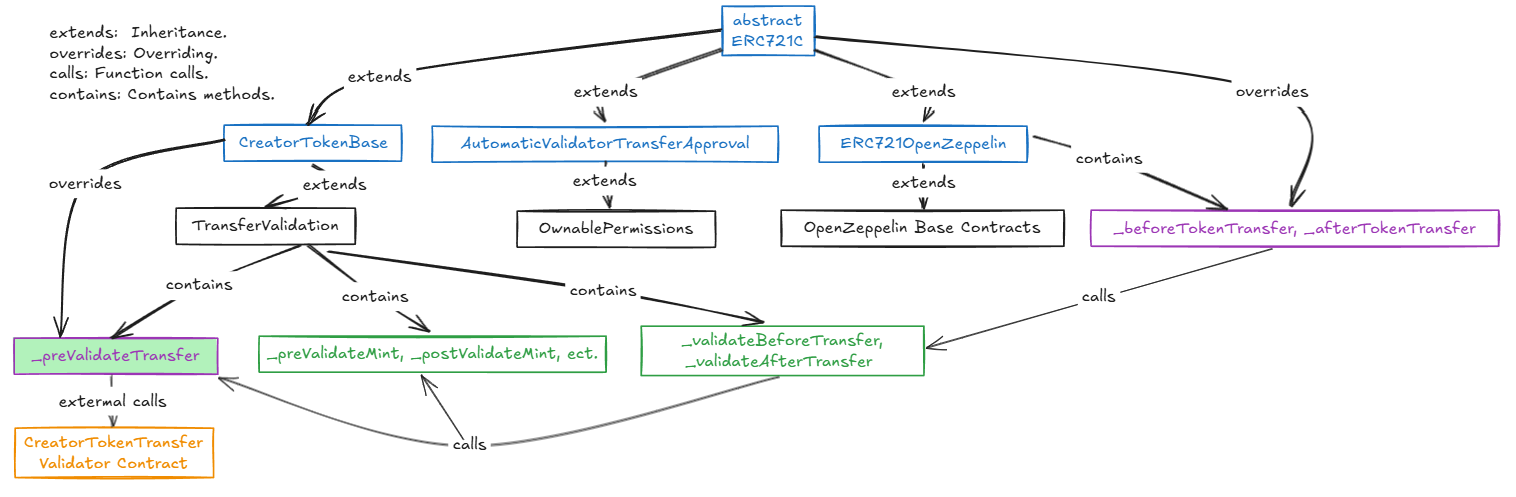 abstract
ERC721C
extends: Inheritance.
overrides: Overriding.
calls: Function calls.
contains: Contains methods.
extends
extends
extends
overrides
CreatorTokenBase
AutomaticValidatorTransferApproval
ERC721OpenZeppelin
contains
overrides
extends
extends
extends
TransferValidation
OwnablePermissions
OpenZeppelin Base Contracts
_beforeTokenTransfer, _afterTokenTransfer
contains
contains
contains
calls
_preValidateTransfer
_preValidateMint, _postValidateMint, ect.
_validateBeforeTransfer,
_validateAfterTransfer
extermal calls
calls
CreatorTokenTransfer
Validator Contract